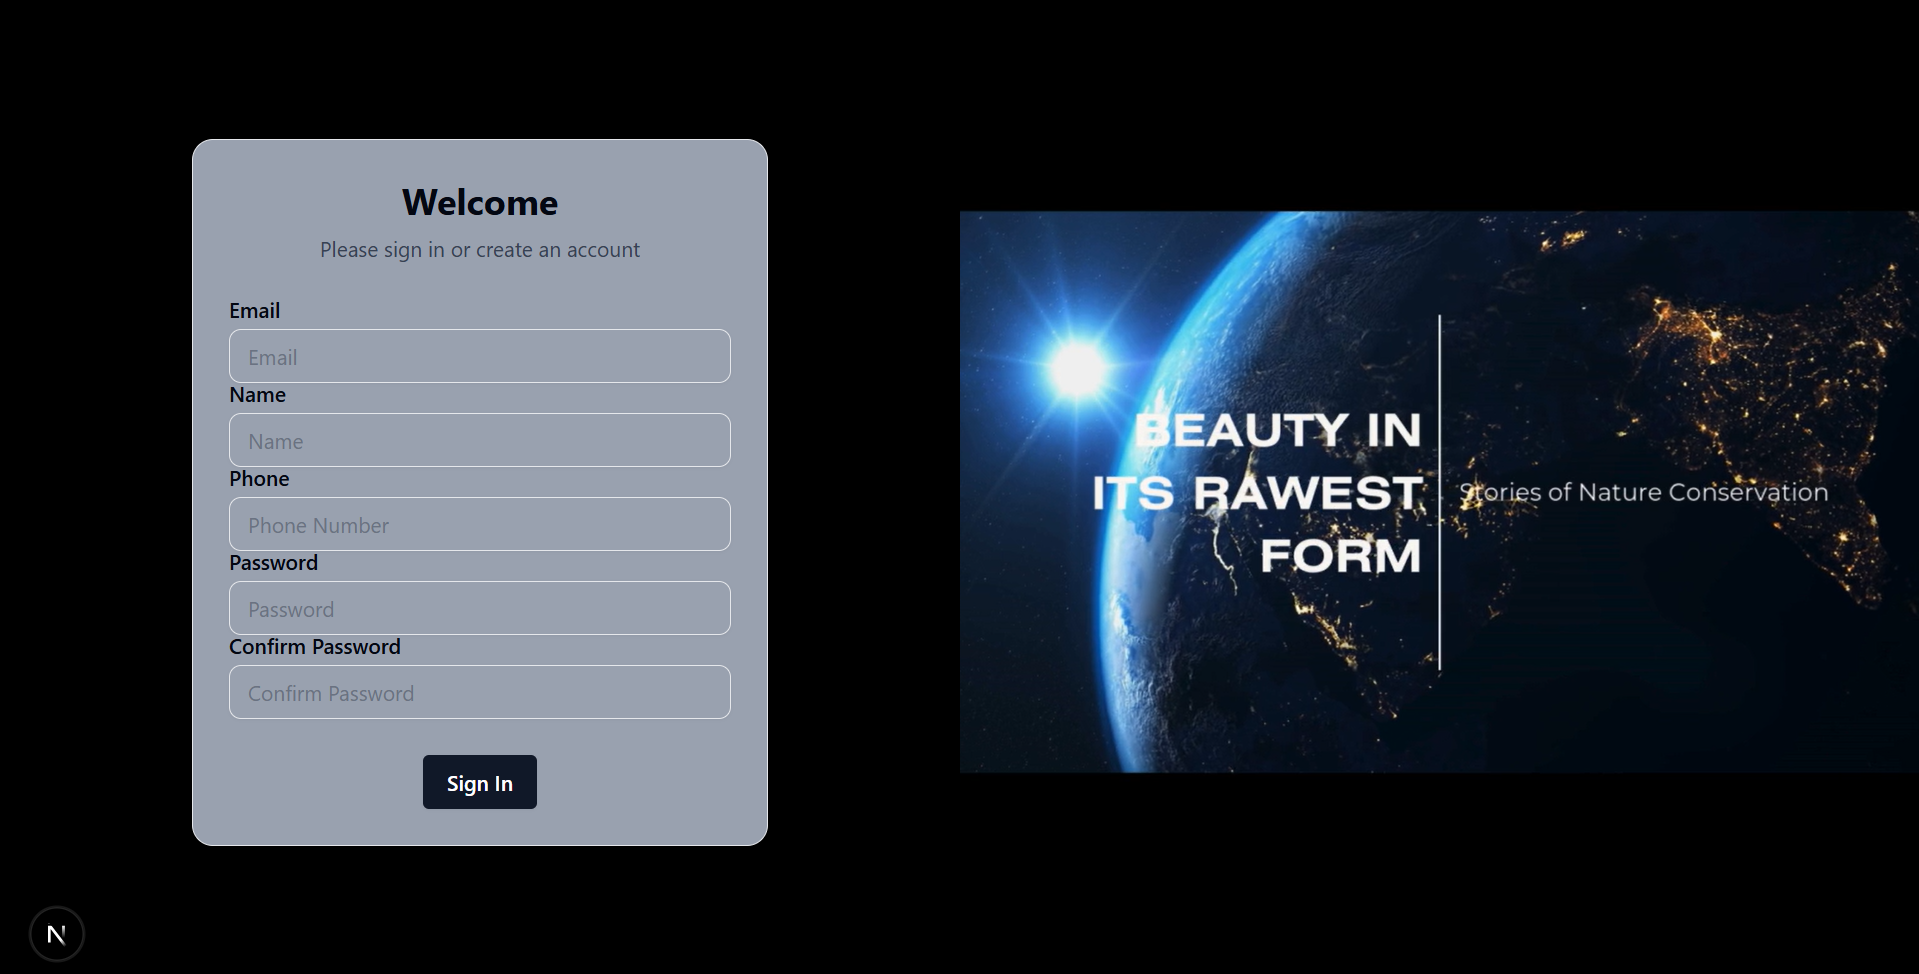 Welcome
Please sign in or create an account
Email
Email
Name
Name
Phone
Phone Number
Password
Password
Confirm Password
Confirm Password
Sign In
N
BEAUTY IN
ITS RAWEST
FORM
Stories of Nature Conservation